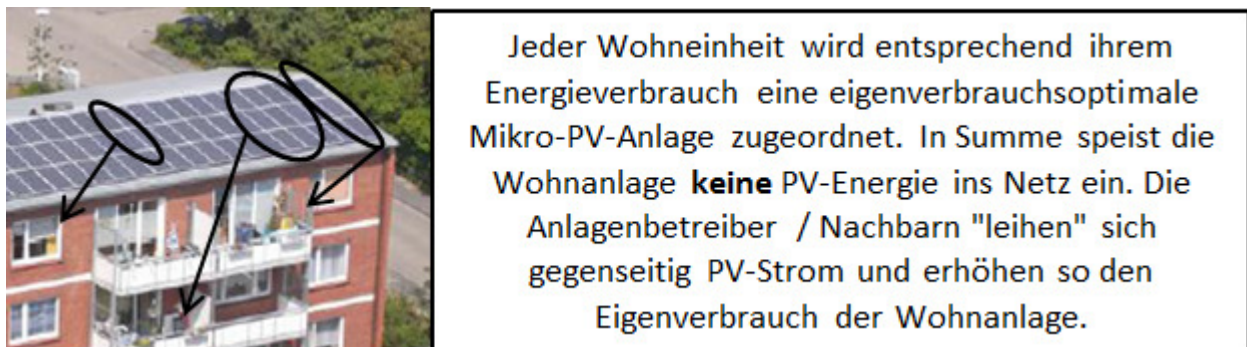 Jeder Wohneinheit wird entsprechend ihrem
Energieverbrauch eine eigenverbrauchsoptimale
Mikro-PV-Anlage zugeordnet. In Summe speist die
Wohnanlage keine PV-Energie ins Netz ein. Die
Anlagenbetreiber / Nachbarn "leihen" sich
gegenseitig PV-Strom und erhöhen so den
Eigenverbrauch der Wohnanlage.